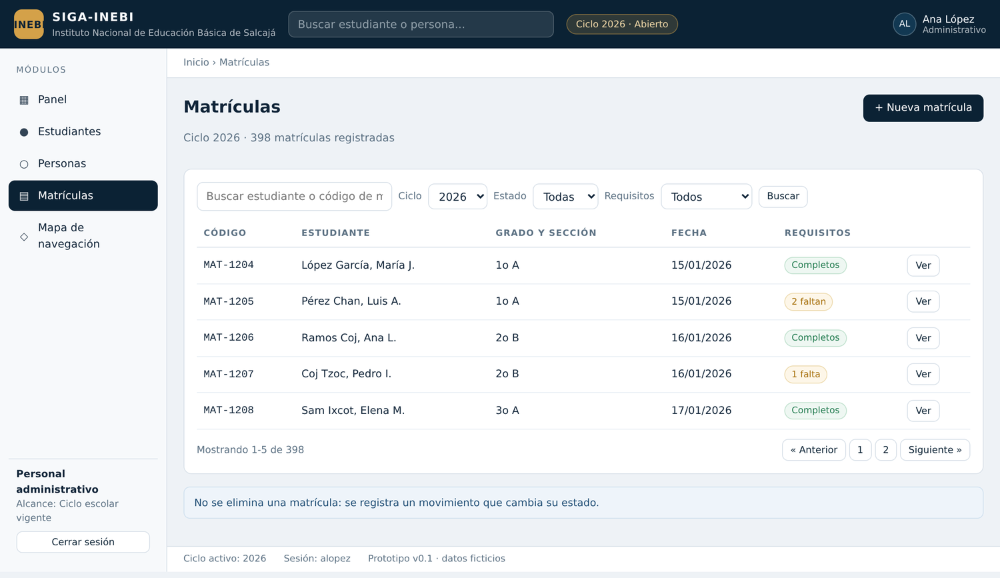 INEBI
SIGA-INEBI
Instituto Nacional de Educación Básica de Salcajá
Buscar estudiante o persona...
Ciclo 2026 · Abierto
AL
Ana López
Administrativo
MÓDULOS
Panel
Estudiantes
Personas
Matrículas
Mapa de
navegación
Personal
administrativo
Alcance: Ciclo escolar
vigente
Cerrar sesión
Inicio › Matrículas
Matrículas
+ Nueva matrícula
Ciclo 2026 · 398 matrículas registradas
Buscar estudiante o código de m
Ciclo 2026 Estado Todas Requisitos Todos Buscar
CÓDIGO ESTUDIANTE GRADO Y SECCIÓN FECHA REQUISITOS
MAT-1204 López García, María J. 1o A 15/01/2026 Completos Ver
MAT-1205 Pérez Chan, Luis A. 1o A 15/01/2026 2 faltan Ver
MAT-1206 Ramos Coj, Ana L. 2o B 16/01/2026 Completos Ver
MAT-1207 Coj Tzoc, Pedro I. 2o B 16/01/2026 1 falta Ver
MAT-1208 Sam Ixcot, Elena M. 3o A 17/01/2026 Completos Ver
Mostrando 1-5 de 398
« Anterior 1 2 Siguiente »
No se elimina una matrícula: se registra un movimiento que cambia su estado.
Ciclo activo: 2026 Sesión: alopez Prototipo v0.1 · datos ficticios